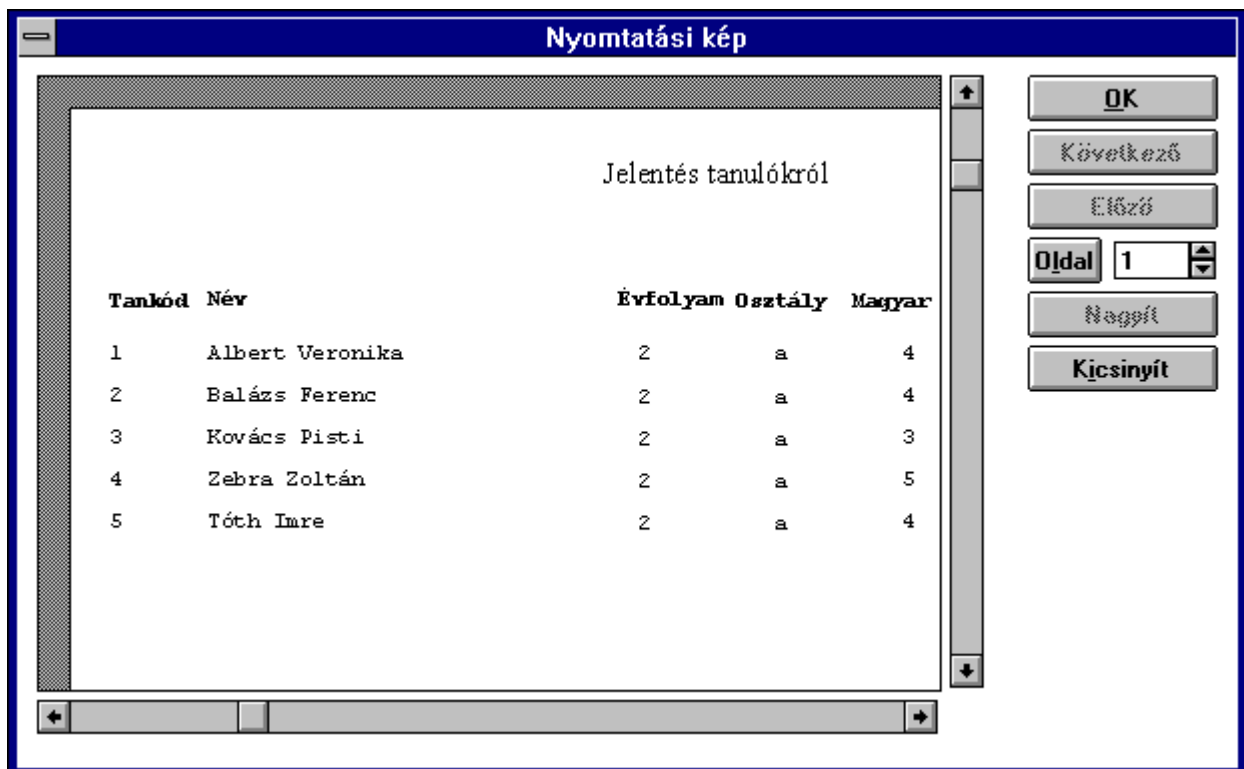 Nyomtatási kép
OK
Következő
Előző
Oldal 1
Nagyít
Kicsinyít
Jelentés tanulókról
Tankód Név Évfolyam Osztály Magyar
1 Albert Veronika 2 a 4
2 Balázs Ferenc 2 a 4
3 Kovács Pisti 2 a 3
4 Zebra Zoltán 2 a 5
5 Tóth Imre 2 a 4